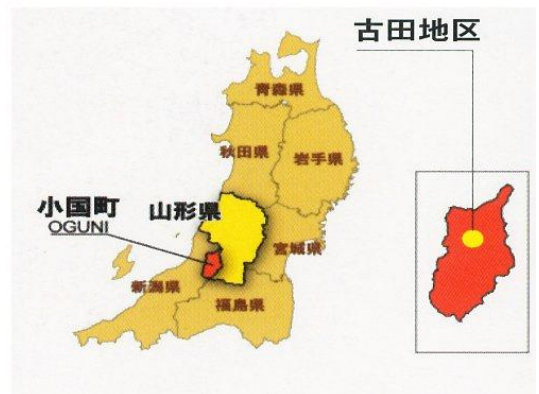 古田地区
青森県
秋田県
岩手県
小国町
OGUNI
山形県
宮城県
新潟県
福島県